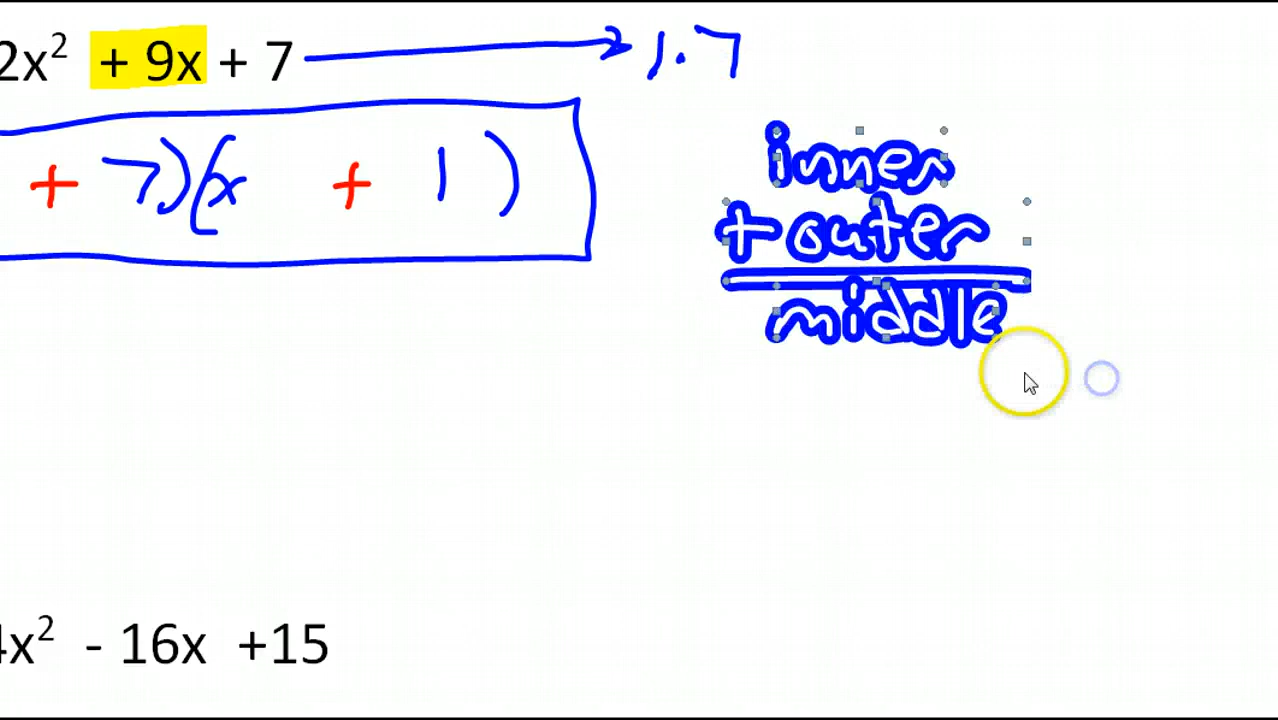 2x² + 9x + 7 → 1·7
+ 7)(x + 1)
inner
+ outer
middle
4x² - 16x +15